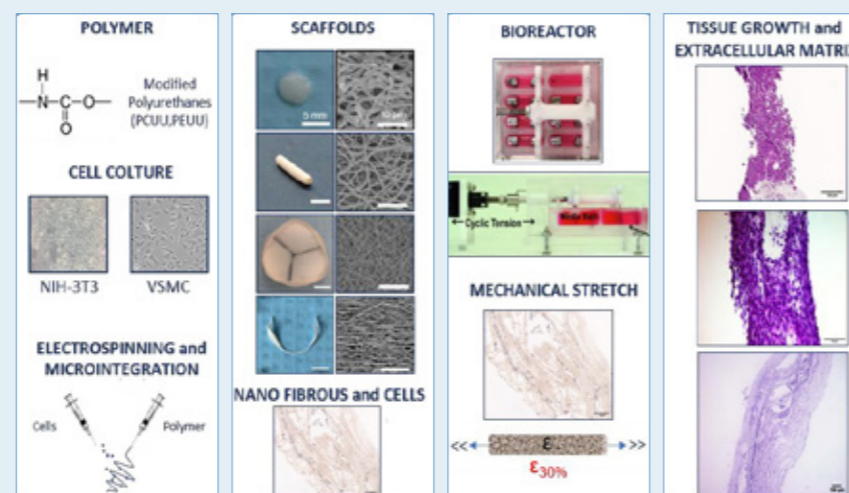 POLYMER
H
N C O
O
Modified
Polyurethanes
(PCUU,PEUU)
CELL COLTURE
NIH-3T3 VSMC
ELECTROSPINNING and
MICROINTEGRATION
Cells Polymer
SCAFFOLDS
5 mm
NANO FIBROUS and CELLS
BIOREACTOR
Cyclic Tension
MECHANICAL STRETCH
<< ε >>
ε30%
TISSUE GROWTH and
EXTRACELLULAR MATRI